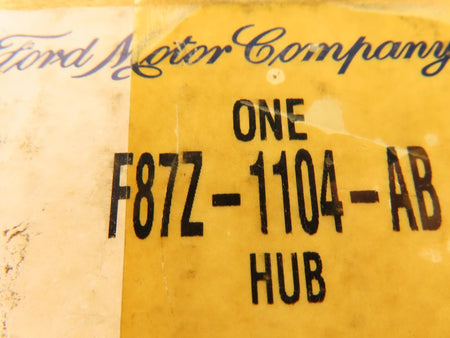 Ford Motor Company
ONE
F87Z-1104-AB
HUB